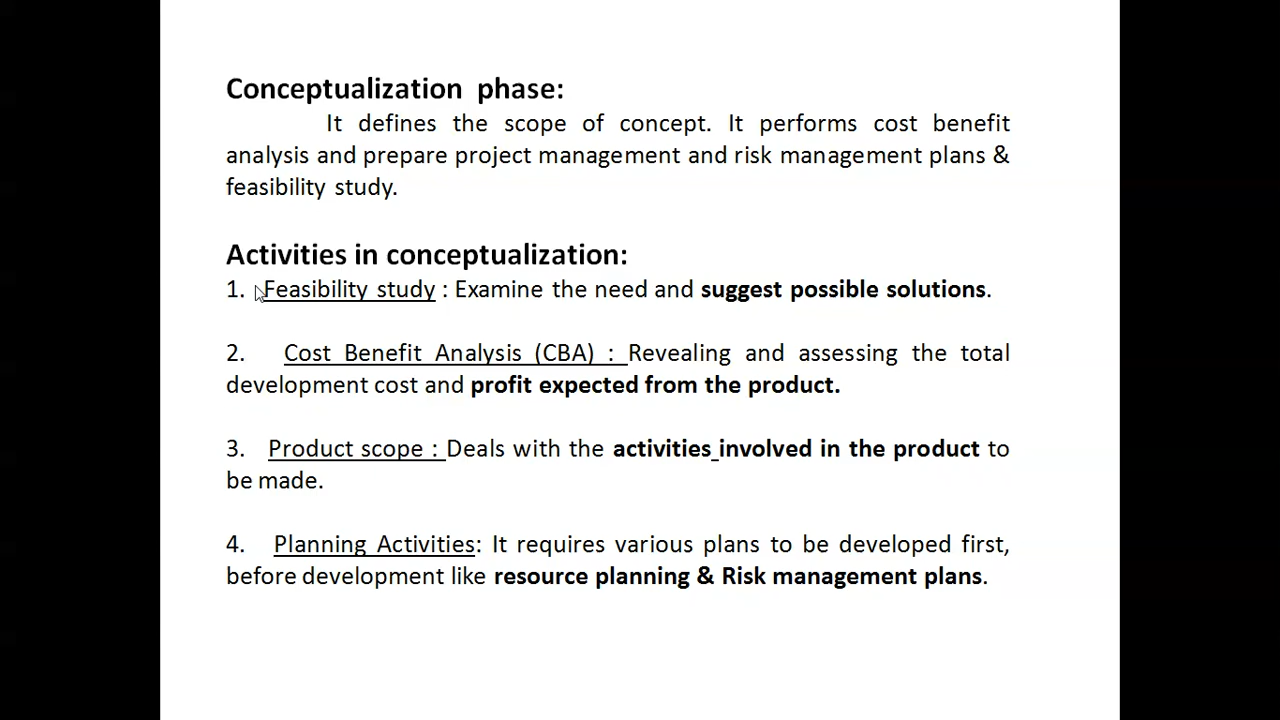 Conceptualization phase:
It defines the scope of concept. It performs cost benefit
analysis and prepare project management and risk management plans &
feasibility study.
Activities in conceptualization:
1. Feasibility study : Examine the need and suggest possible solutions.
2. Cost Benefit Analysis (CBA) : Revealing and assessing the total
development cost and profit expected from the product.
3. Product scope : Deals with the activities involved in the product to
be made.
4. Planning Activities: It requires various plans to be developed first,
before development like resource planning & Risk management plans.